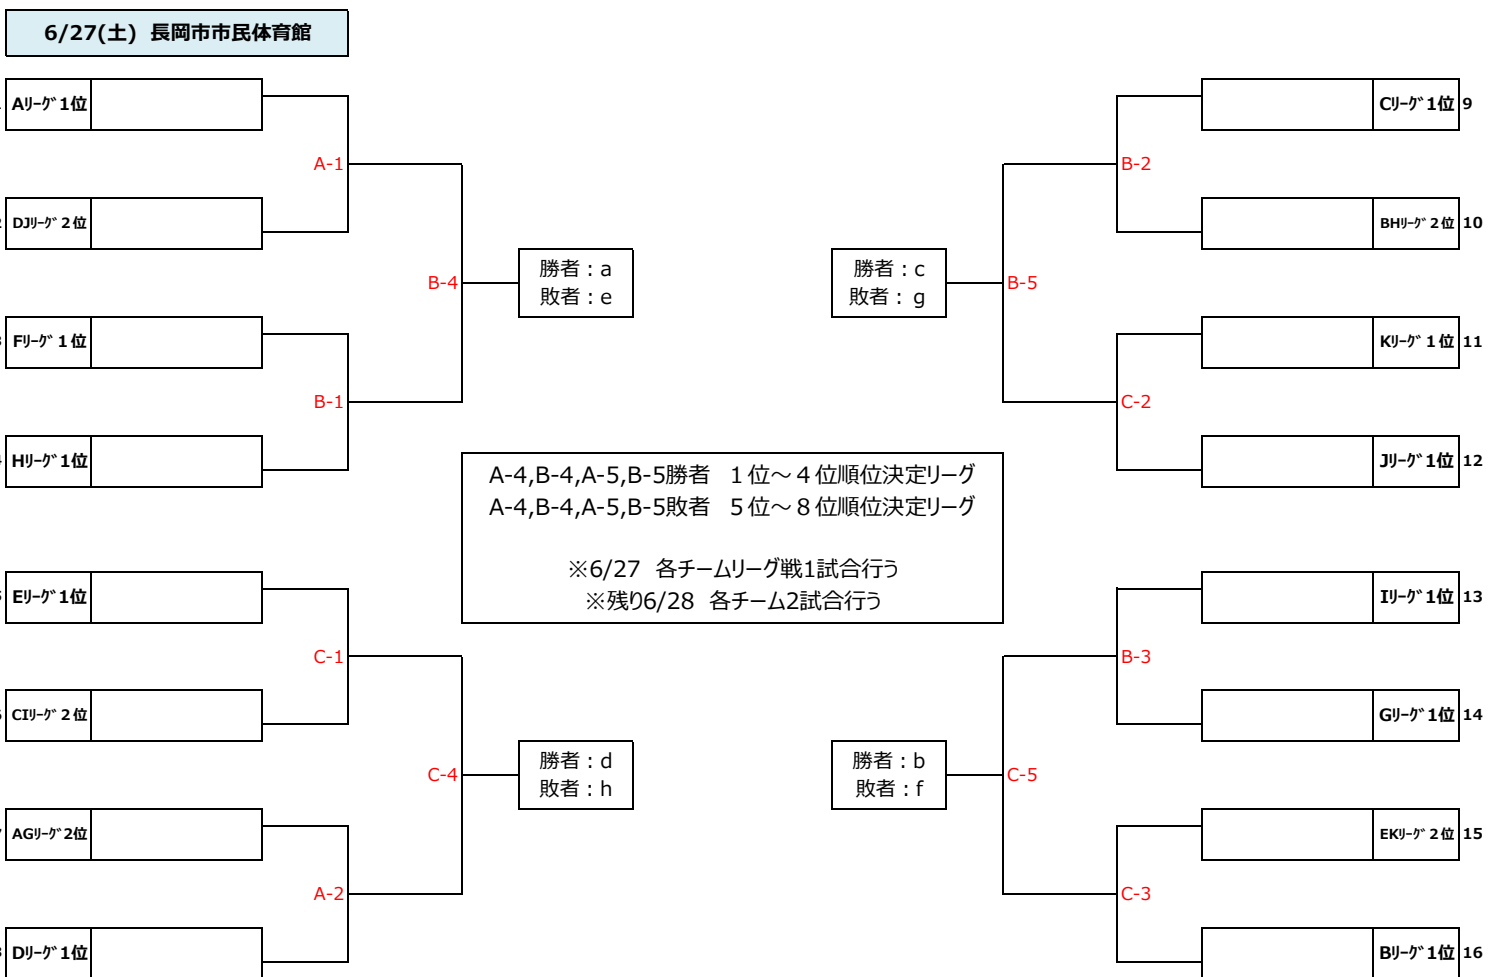 6/27(土) 長岡市市民体育館
Aﾘｰｸﾞ1位
Cﾘｰｸﾞ1位 9
A-1
B-2
DJﾘｰｸﾞ2位
BHﾘｰｸﾞ2位 10
勝者：a
敗者：e
勝者：c
敗者：g
B-4
B-5
Fﾘｰｸﾞ1位
Kﾘｰｸﾞ1位 11
B-1
C-2
Hﾘｰｸﾞ1位
Jﾘｰｸﾞ1位 12
A-4,B-4,A-5,B-5勝者　１位～４位順位決定リーグ
A-4,B-4,A-5,B-5敗者　５位～８位順位決定リーグ
※6/27　各チームリーグ戦1試合行う
※残り6/28　各チーム2試合行う
Eﾘｰｸﾞ1位
Iﾘｰｸﾞ1位 13
C-1
B-3
CIﾘｰｸﾞ2位
Gﾘｰｸﾞ1位 14
勝者：d
敗者：h
勝者：b
敗者：f
C-4
C-5
AGﾘｰｸﾞ2位
EKﾘｰｸﾞ2位 15
A-2
C-3
Dﾘｰｸﾞ1位
Bﾘｰｸﾞ1位 16